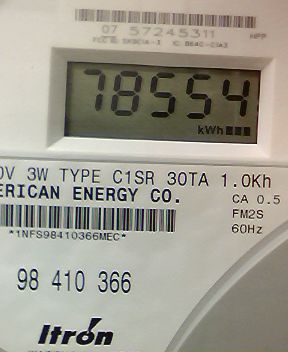 07 57245311
78554
kWh
0V 3W TYPE C1SR 30TA 1.0Kh
ERICAN ENERGY CO.
CA 0.5
FM2S
60Hz
*1NFS98410366MEC*
98 410 366
Itrón